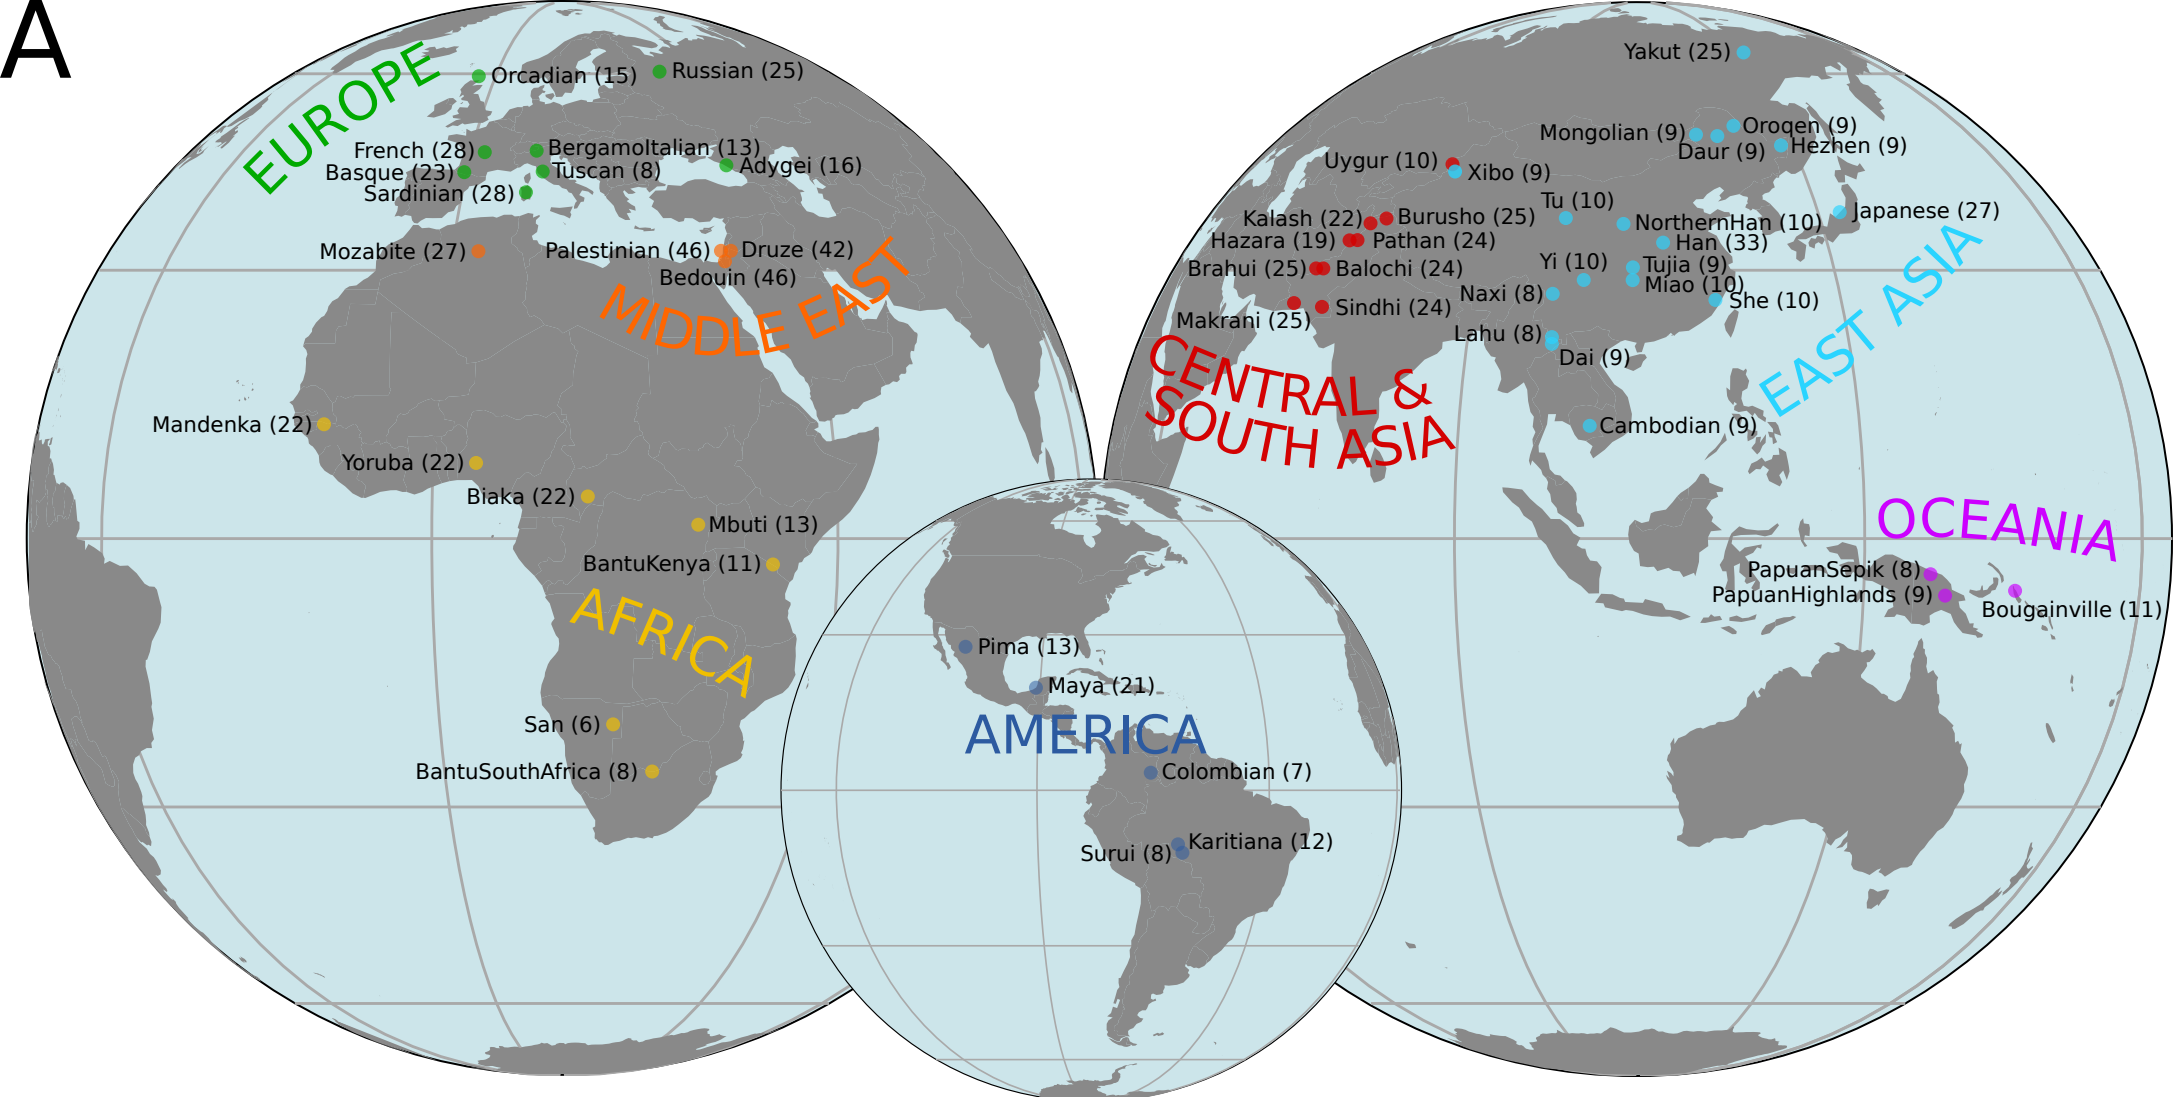 A
EUROPE
Orcadian (15)
Russian (25)
French (28)
BergamoItalian (13)
Basque (23)
Tuscan (8)
Adygei (16)
Sardinian (28)
Mozabite (27)
Palestinian (46)
Druze (42)
Bedouin (46)
MIDDLE EAST
Mandenka (22)
Yoruba (22)
Biaka (22)
Mbuti (13)
BantuKenya (11)
AFRICA
San (6)
BantuSouthAfrica (8)
Pima (13)
Maya (21)
AMERICA
Colombian (7)
Karitiana (12)
Surui (8)
Yakut (25)
Mongolian (9)
Oroqen (9)
Daur (9)
Hezhen (9)
Uygur (10)
Xibo (9)
Tu (10)
Kalash (22)
Burusho (25)
NorthernHan (10)
Japanese (27)
Hazara (19)
Pathan (24)
Han (33)
Brahui (25)
Balochi (24)
Yi (10)
Tujia (9)
Miao (10)
Naxi (8)
She (10)
Makrani (25)
Sindhi (24)
Lahu (8)
Dai (9)
EAST ASIA
CENTRAL &
SOUTH ASIA
Cambodian (9)
OCEANIA
PapuanSepik (8)
PapuanHighlands (9)
Bougainville (11)